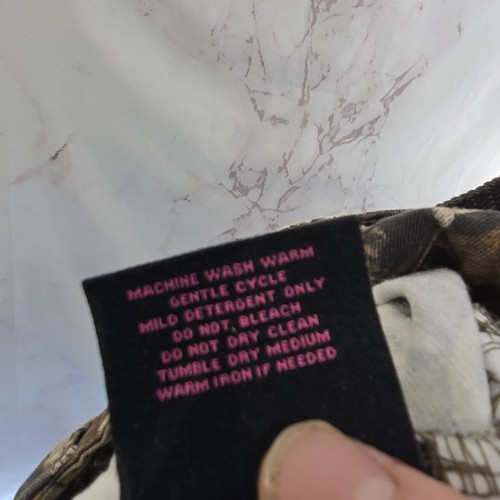 MACHINE WASH WARM
GENTLE CYCLE
MILD DETERGENT ONLY
DO NOT BLEACH
DO NOT DRY CLEAN
TUMBLE DRY MEDIUM
WARM IRON IF NEEDED